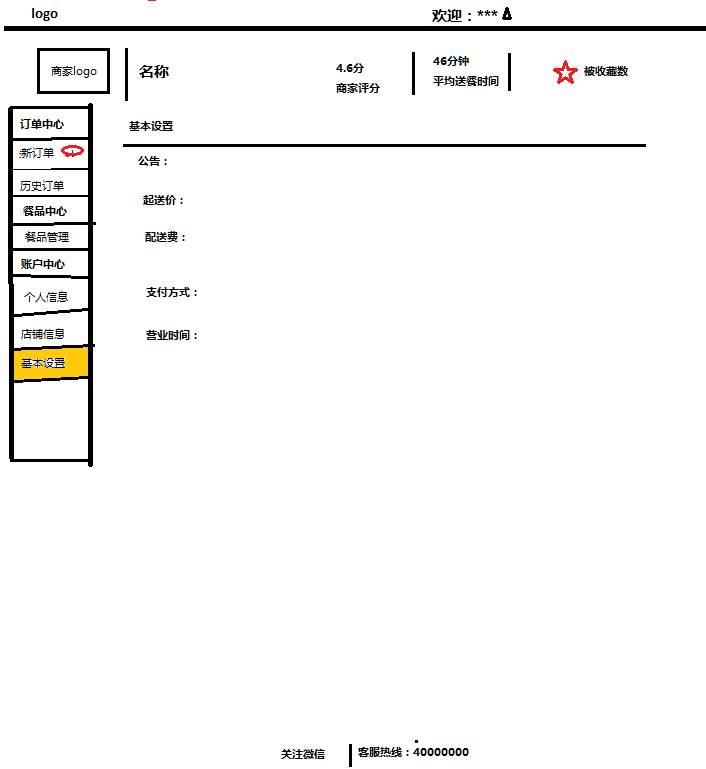 logo
欢迎：***
商家logo
名称
4.6分
商家评分
46分钟
平均送餐时间
被收藏数
订单中心
新订单 1
历史订单
餐品中心
餐品管理
账户中心
个人信息
店铺信息
基本设置
基本设置
公告：
起送价：
配送费：
支付方式：
营业时间：
关注微信
客服热线：40000000